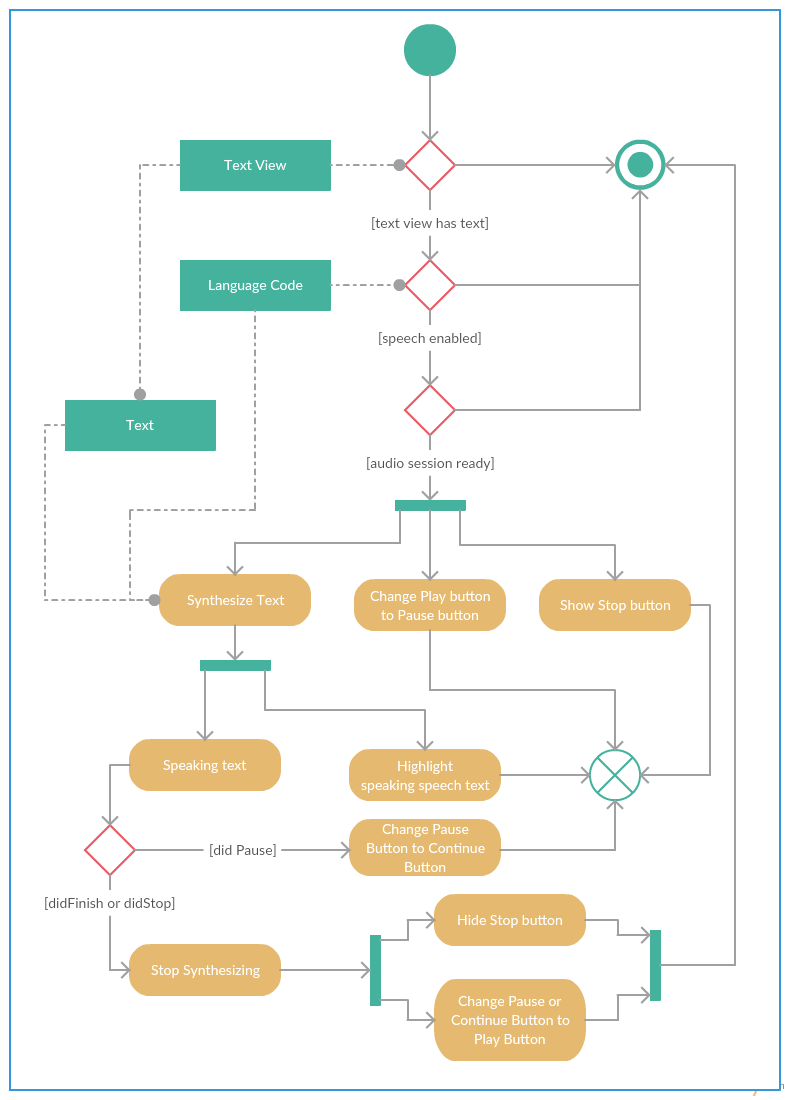 Text View
[text view has text]
Language Code
[speech enabled]
Text
[audio session ready]
Synthesize Text
Change Play button
to Pause button
Show Stop button
Speaking text
Highlight
speaking speech text
[did Pause]
Change Pause
Button to Continue
Button
[didFinish or didStop]
Hide Stop button
Stop Synthesizing
Change Pause or
Continue Button to
Play Button